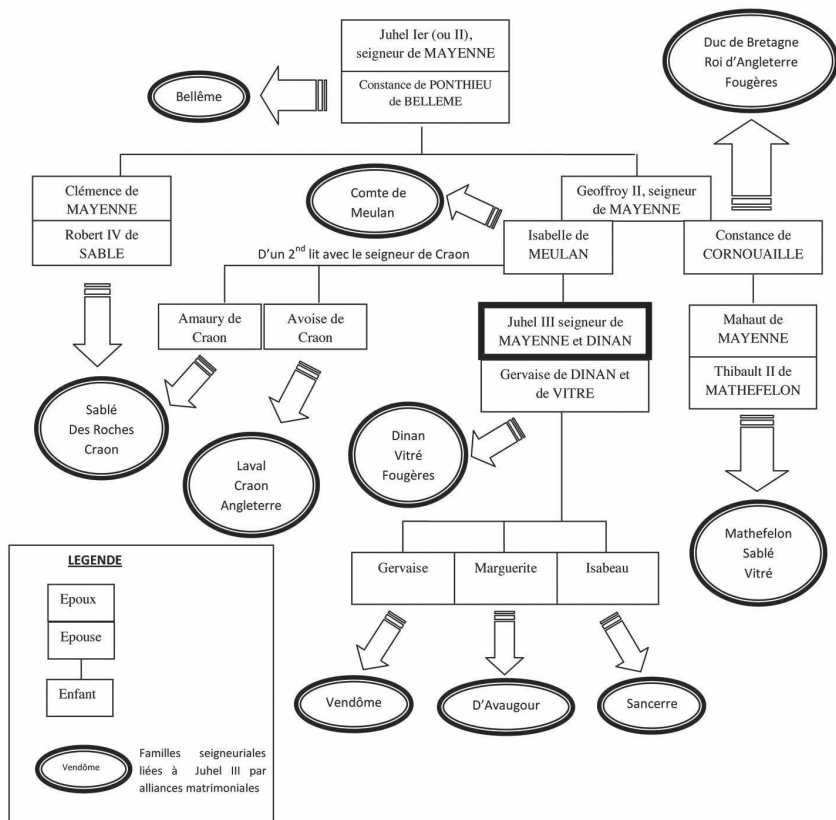 Juhel Ier (ou II),
seigneur de MAYENNE
Constance de PONTHIEU
de BELLEME
Duc de Bretagne
Roi d'Angleterre
Fougères
Bellême
Clémence de
MAYENNE
Robert IV de
SABLE
Comte de
Meulan
Geoffroy II, seigneur
de MAYENNE
D'un 2nd lit avec le seigneur de Craon
Isabelle de
MEULAN
Constance de
CORNOUAILLE
Amaury de
Craon
Avoise de
Craon
Juhel III seigneur de
MAYENNE et DINAN
Gervaise de DINAN et
de VITRE
Mahaut de
MAYENNE
Thibault II de
MATHEFELON
Sablé
Des Roches
Craon
Laval
Craon
Angleterre
Dinan
Vitré
Fougères
Mathefelon
Sablé
Vitré
Gervaise
Marguerite
Isabeau
Vendôme
D'Avaugour
Sancerre
LEGENDE
Epoux
Epouse
Enfant
Vendôme
Familles seigneuriales
liées à Juhel III par
alliances matrimoniales